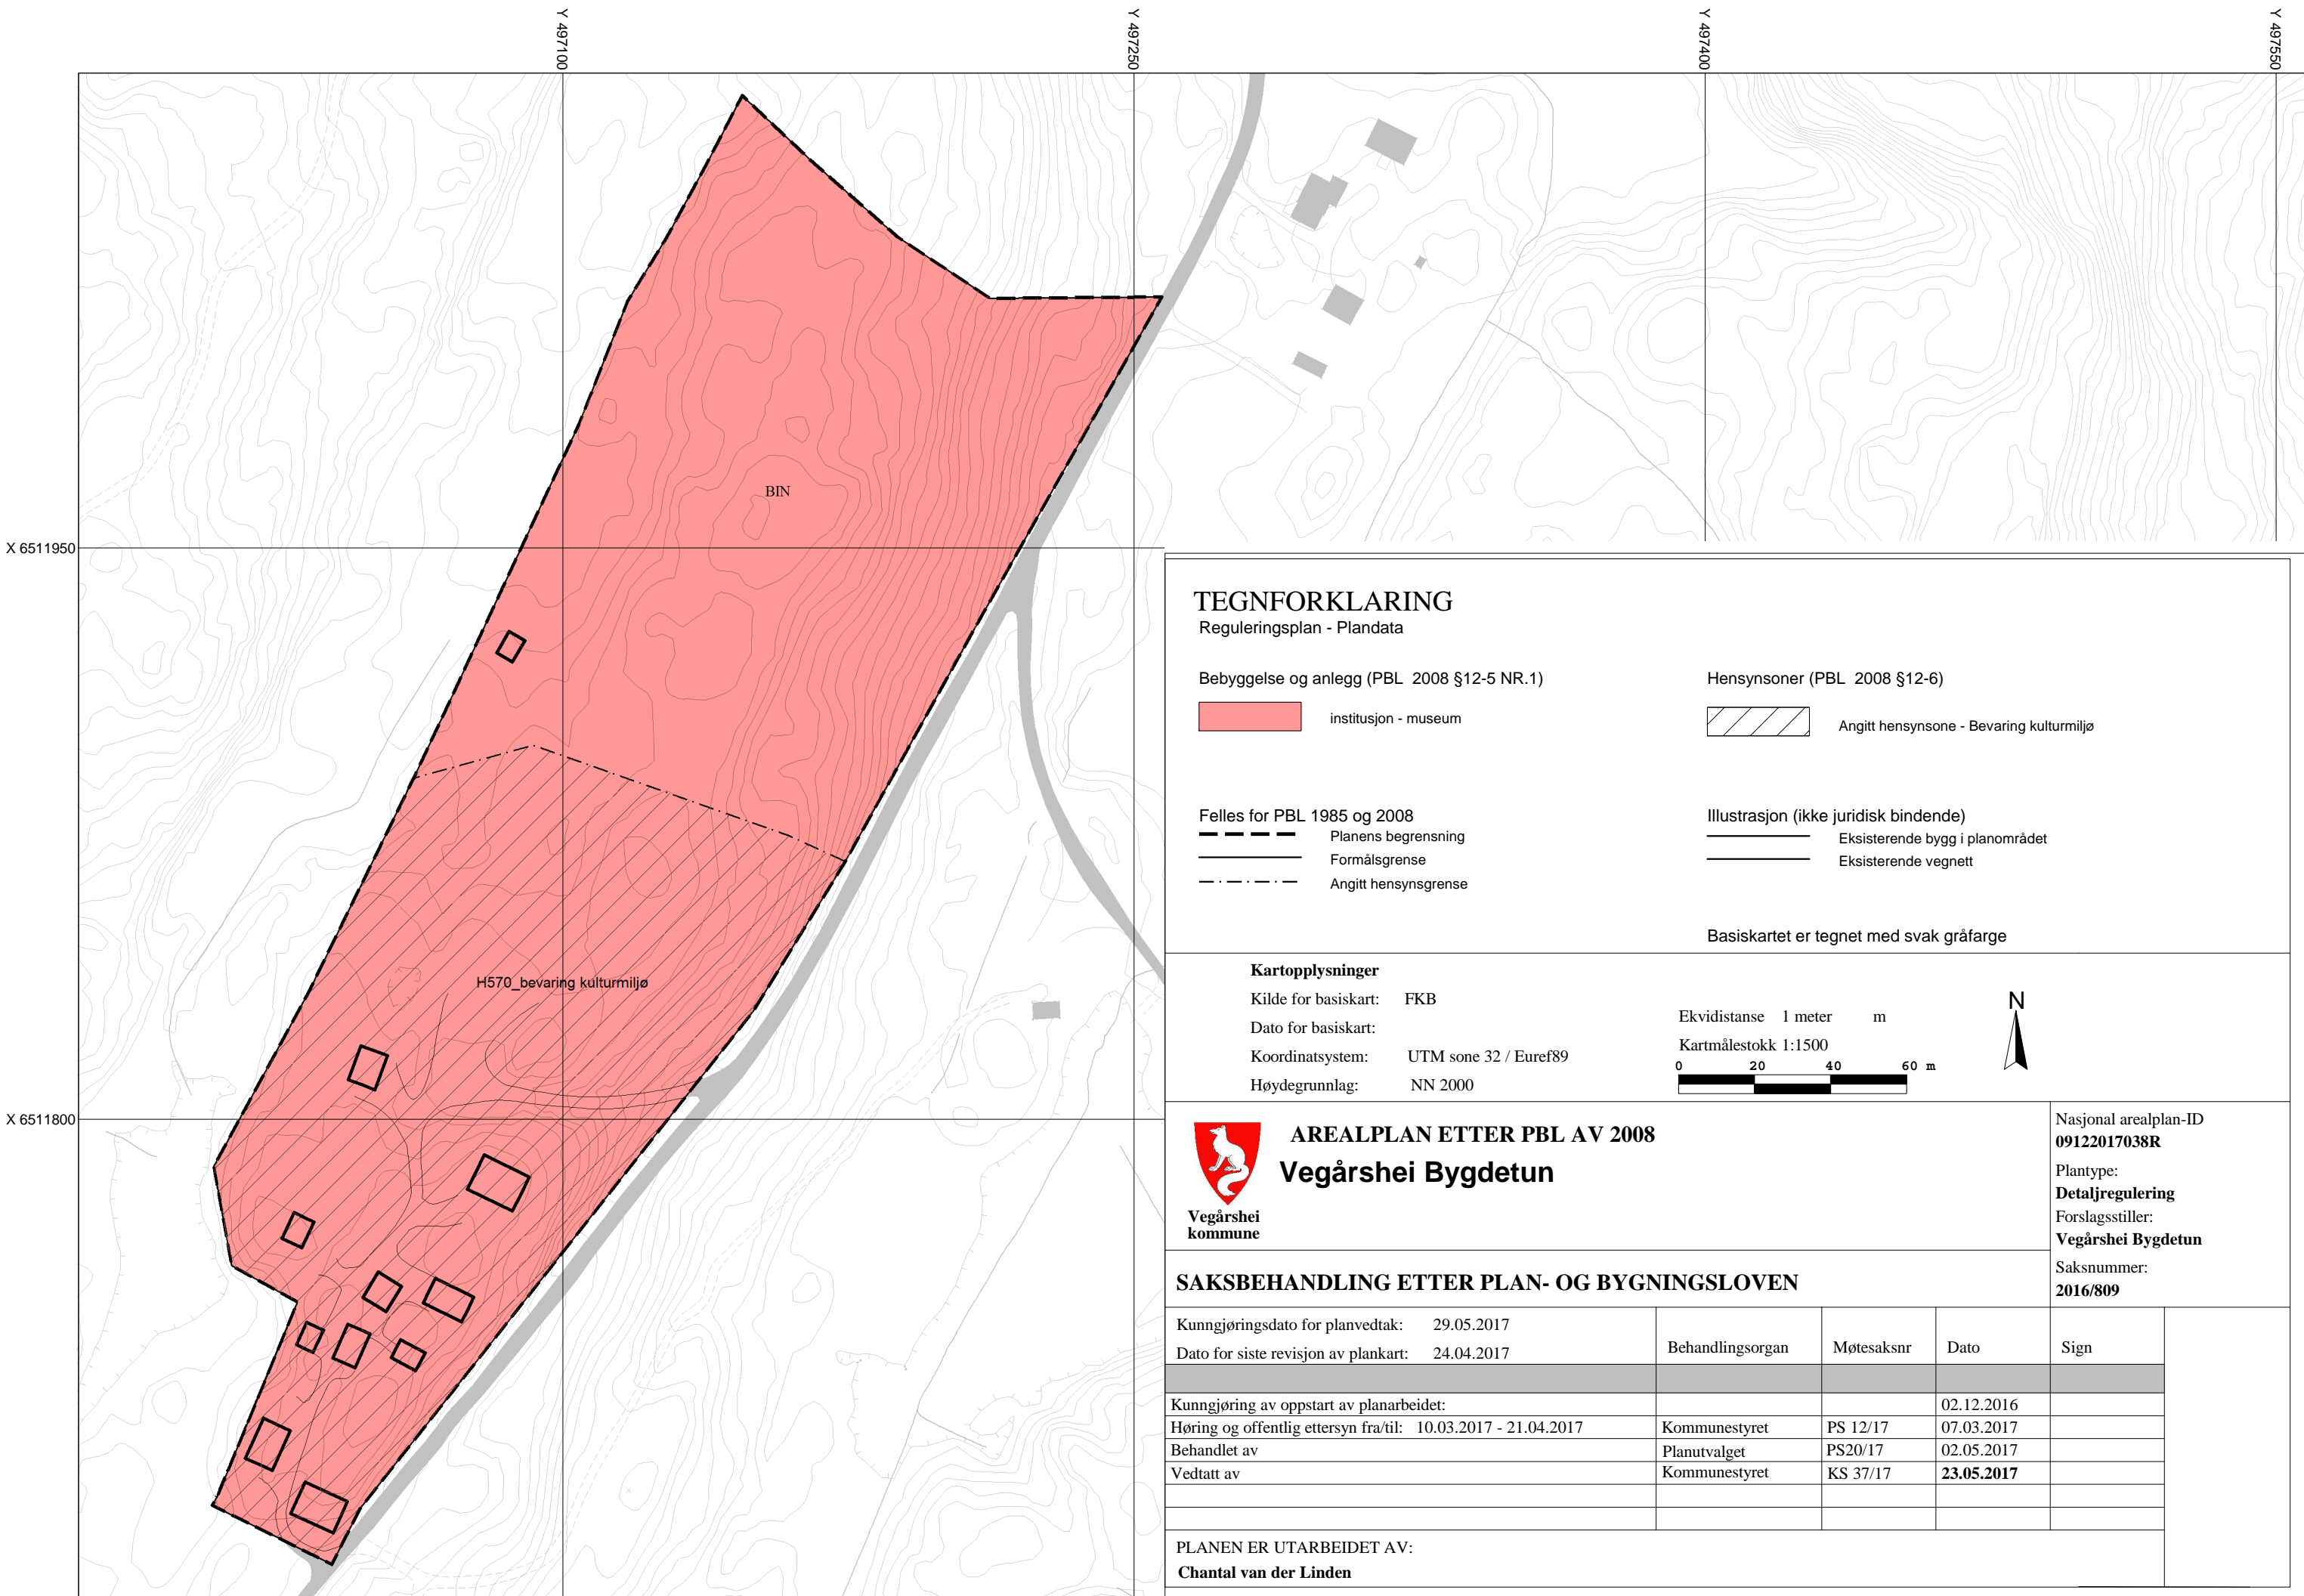 Y 497100
Y 497250
Y 497400
Y 497550
BIN
X 6511950
TEGNFORKLARING
Reguleringsplan - Plandata
Bebyggelse og anlegg (PBL 2008 §12-5 NR.1)
institusjon - museum
Hensynsoner (PBL 2008 §12-6)
Angitt hensynsone - Bevaring kulturmiljø
Felles for PBL 1985 og 2008
Planens begrensning
Formålsgrense
Angitt hensynsgrense
Illustrasjon (ikke juridisk bindende)
Eksisterende bygg i planområdet
Eksisterende vegnett
Basiskartet er tegnet med svak gråfarge
H570_bevaring kulturmiljø
Kartopplysninger
Kilde for basiskart: FKB
Dato for basiskart:
Koordinatsystem: UTM sone 32 / Euref89
Høydegrunnlag: NN 2000
Ekvidistanse 1 meter m
Kartmålestokk 1:1500
0 20 40 60 m
N
X 6511800
Vegårshei
kommune
AREALPLAN ETTER PBL AV 2008
Vegårshei Bygdetun
Nasjonal arealplan-ID
09122017038R
Plantype:
Detaljregulering
Forslagsstiller:
Vegårshei Bygdetun
Saksnummer:
2016/809
SAKSBEHANDLING ETTER PLAN- OG BYGNINGSLOVEN
Kunngjøringsdato for planvedtak: 29.05.2017
Dato for siste revisjon av plankart: 24.04.2017
Behandlingsorgan Møtesaksnr Dato Sign
Kunngjøring av oppstart av planarbeidet: 02.12.2016
Høring og offentlig ettersyn fra/til: 10.03.2017 - 21.04.2017 Kommunestyret PS 12/17 07.03.2017
Behandlet av Planutvalget PS20/17 02.05.2017
Vedtatt av Kommunestyret KS 37/17 23.05.2017
PLANEN ER UTARBEIDET AV:
Chantal van der Linden